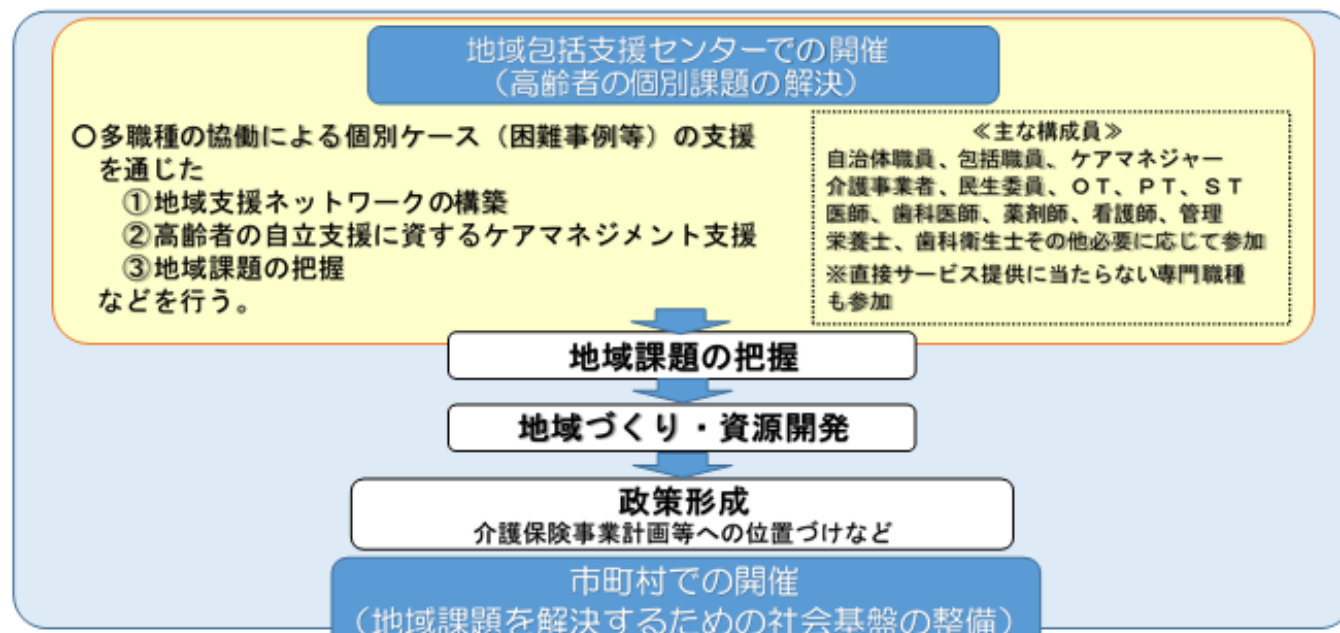 地域包括支援センターでの開催
（高齢者の個別課題の解決）
〇多職種の協働による個別ケース（困難事例等）の支援
を通じた
①地域支援ネットワークの構築
②高齢者の自立支援に資するケアマネジメント支援
③地域課題の把握
などを行う。
≪主な構成員≫
自治体職員、包括職員、ケアマネジャー
介護事業者、民生委員、ＯＴ、ＰＴ、ＳＴ
医師、歯科医師、薬剤師、看護師、管理
栄養士、歯科衛生士その他必要に応じて参加
※直接サービス提供に当たらない専門職種
も参加
地域課題の把握
地域づくり・資源開発
政策形成
介護保険事業計画等への位置づけなど
市町村での開催
（地域課題を解決するための社会基盤の整備）